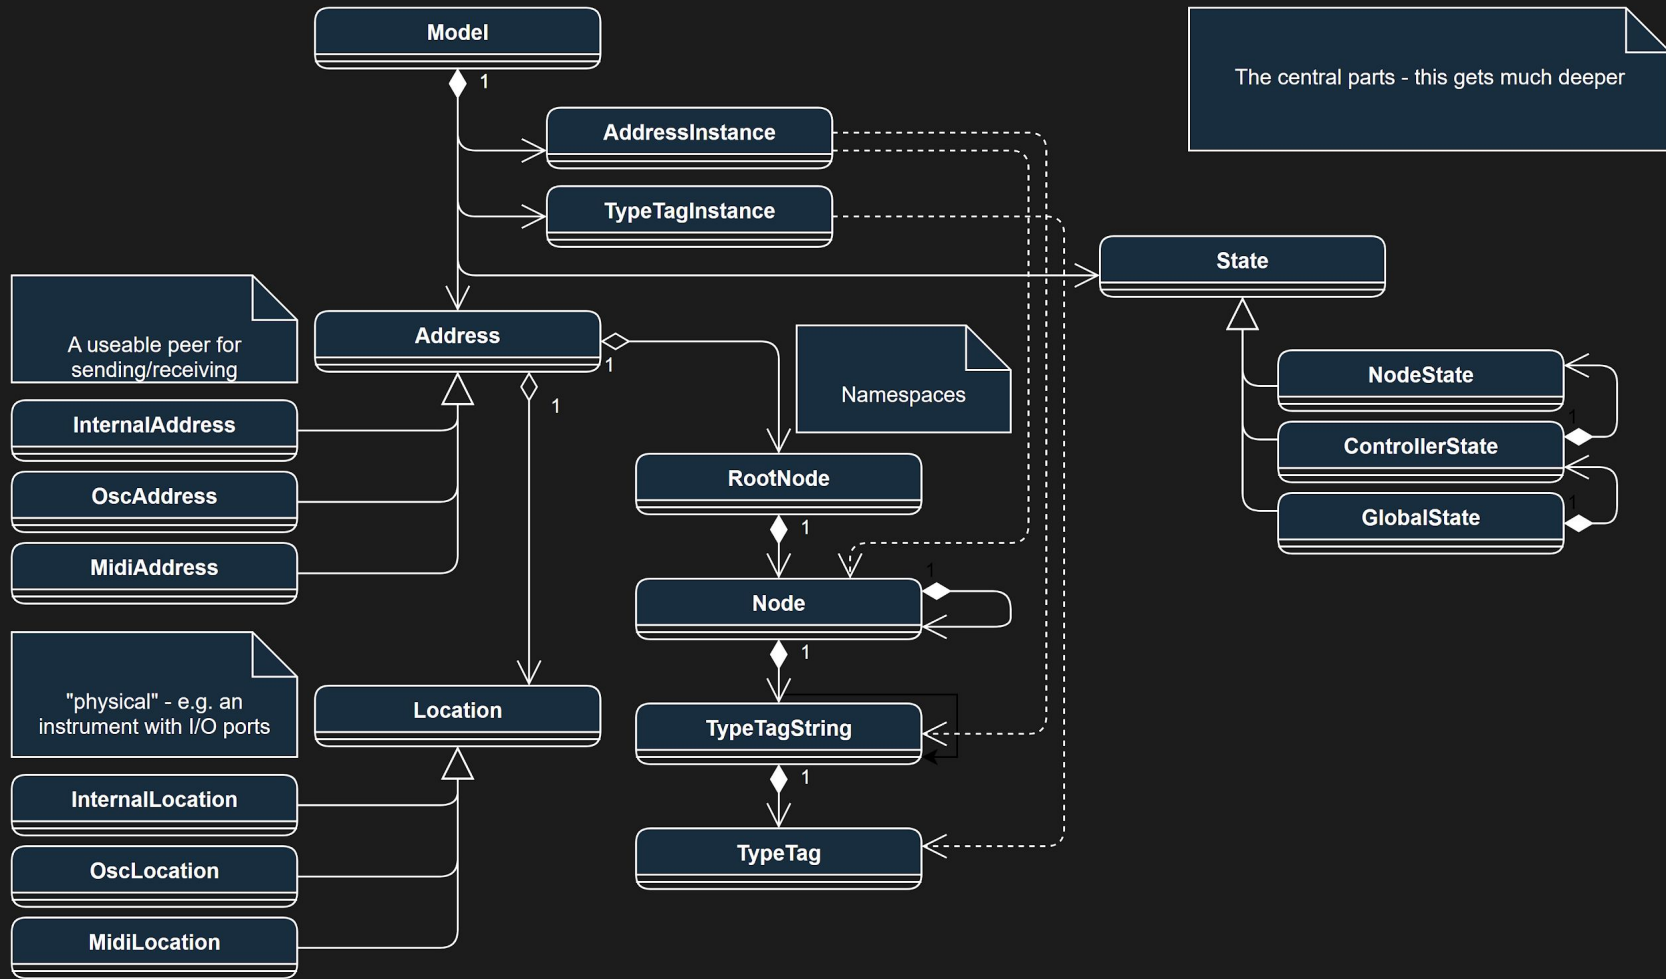 Model
1
The central parts - this gets much deeper
AddressInstance
TypeTagInstance
State
A useable peer for
sending/receiving
Address
1
1
Namespaces
InternalAddress
OscAddress
MidiAddress
NodeState
1
ControllerState
1
GlobalState
RootNode
1
Node
1
1
"physical" - e.g. an
instrument with I/O ports
Location
TypeTagString
1
InternalLocation
OscLocation
MidiLocation
TypeTag